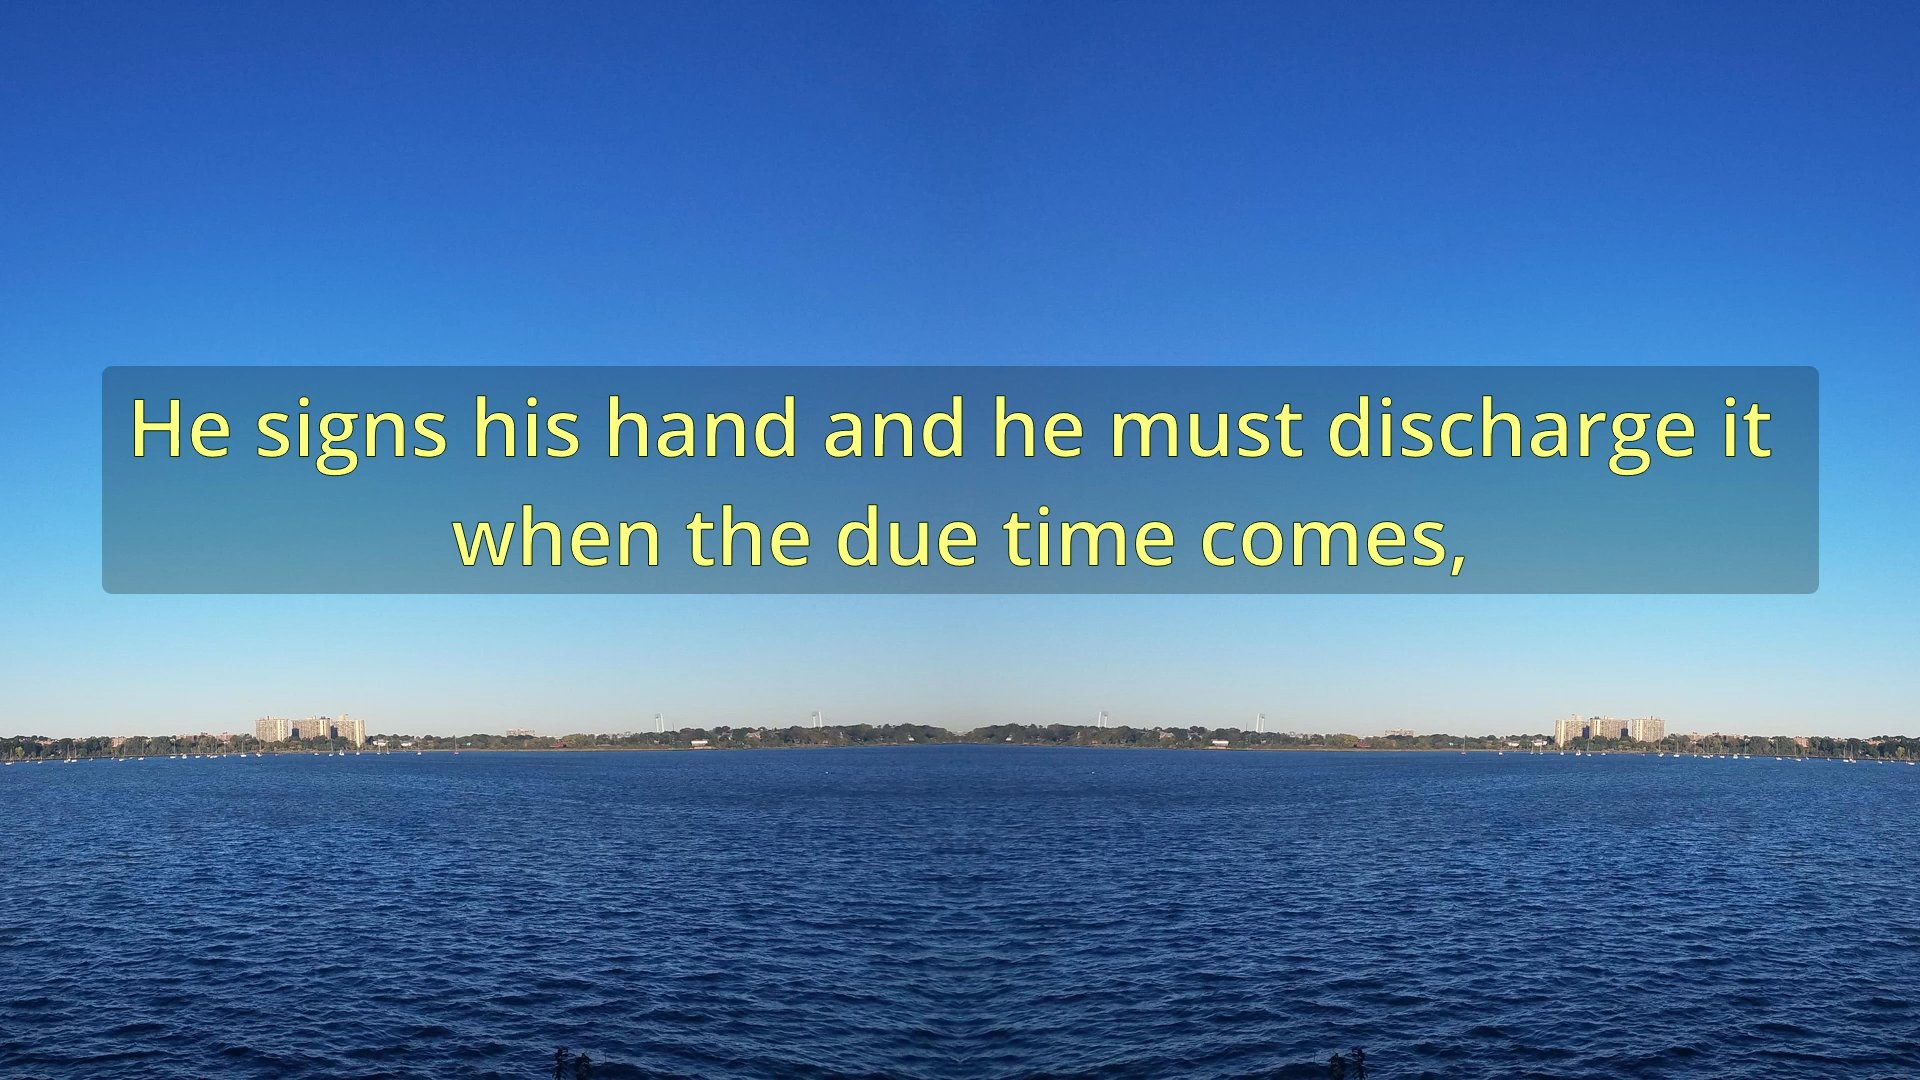 He signs his hand and he must discharge it
when the due time comes,